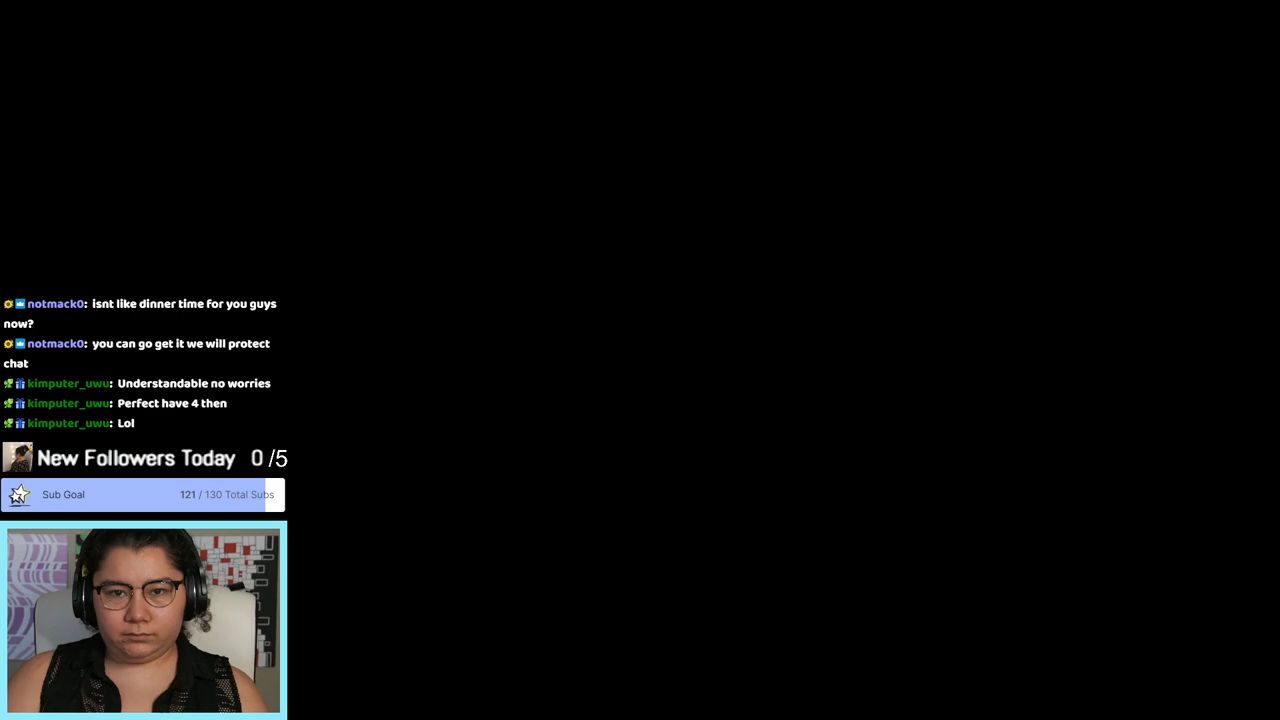 notmack0: isnt like dinner time for you guys
now?
notmack0: you can go get it we will protect
chat
kimputer_uwu: Understandable no worries
kimputer_uwu: Perfect have 4 then
kimputer_uwu: Lol
New Followers Today 0 /5
Sub Goal 121 / 130 Total Subs